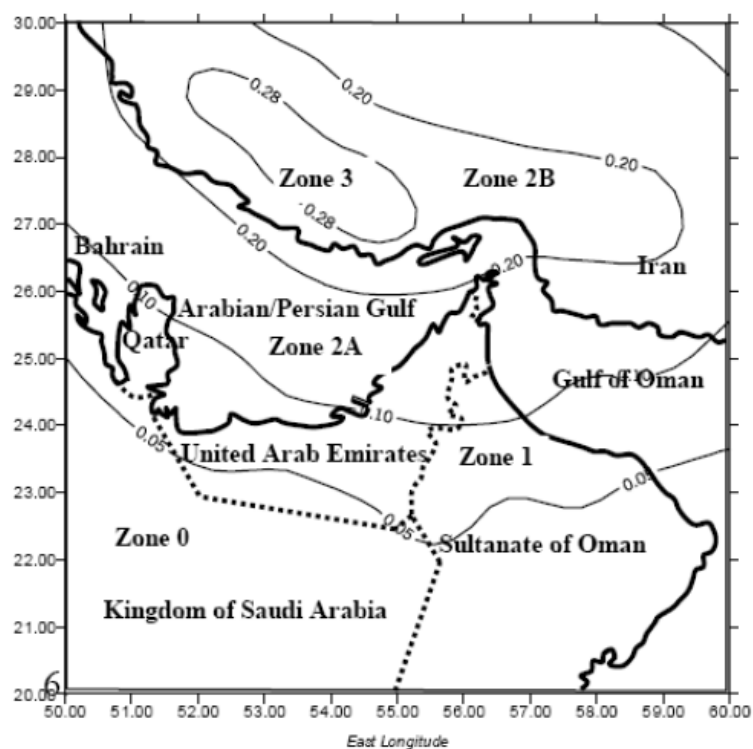 30.00
29.00
28.00
27.00
26.00
25.00
24.00
23.00
22.00
21.00
20.00
6
0.28
0.20
0.20
Zone 3
Zone 2B
0.28
0.20
Bahrain
0.20
Iran
0.10
Arabian/Persian Gulf
Qatar
Zone 2A
Gulf of Oman
0.10
0.05
United Arab Emirates
Zone 1
0.05
Zone 0
Sultanate of Oman
Kingdom of Saudi Arabia
50.00 51.00 52.00 53.00 54.00 55.00 56.00 57.00 58.00 59.00 60.00
East Longitude